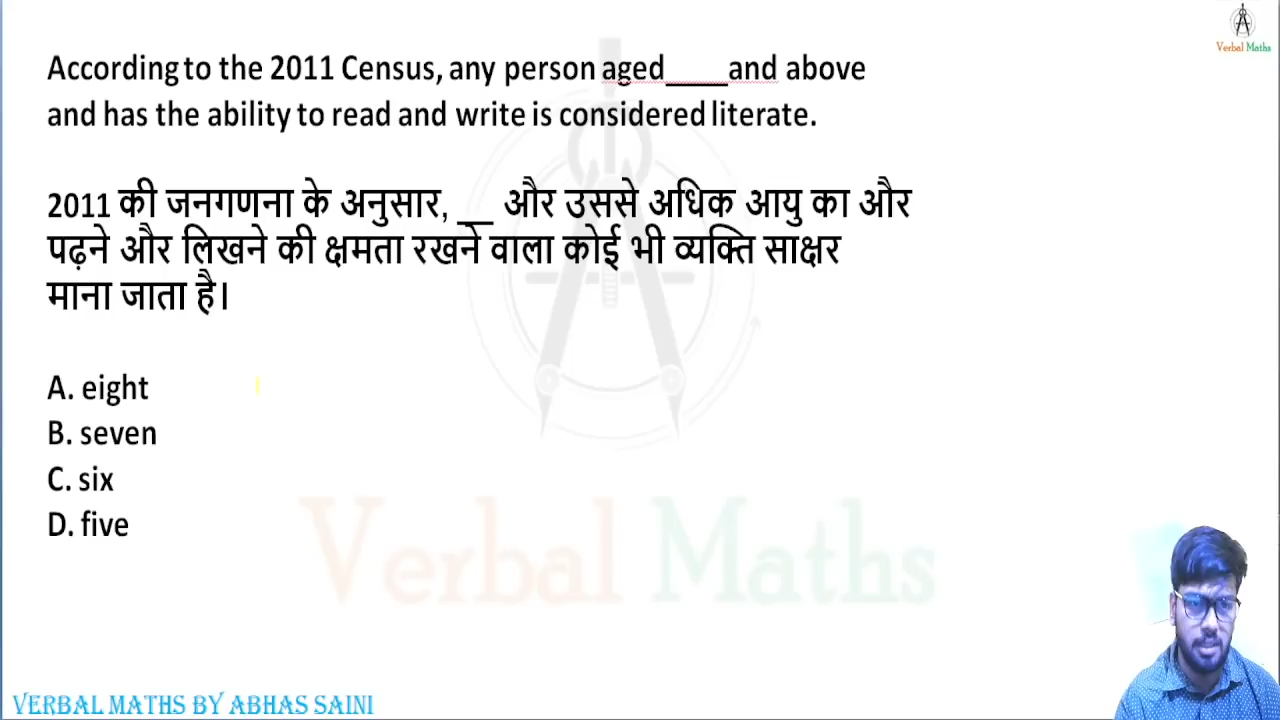 Verbal Maths
According to the 2011 Census, any person aged____and above
and has the ability to read and write is considered literate.
2011 की जनगणना के अनुसार, __ और उससे अधिक आयु का और
पढ़ने और लिखने की क्षमता रखने वाला कोई भी व्यक्ति साक्षर
माना जाता है।
A. eight
B. seven
C. six
D. five
Verbal Maths
VERBAL MATHS BY ABHAS SAINI